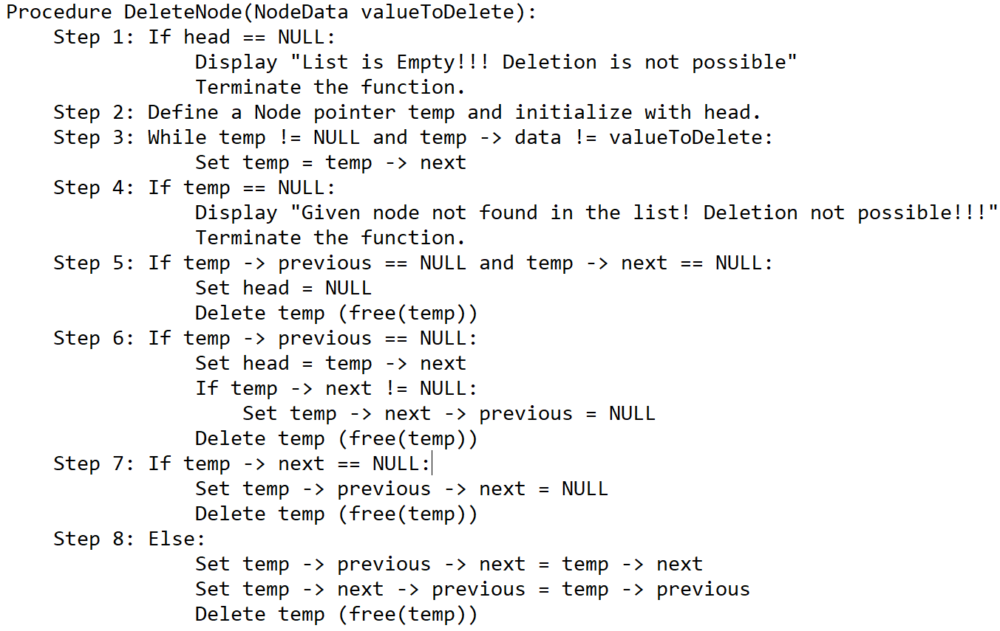 Procedure DeleteNode(NodeData valueToDelete):
    Step 1: If head == NULL:
                Display "List is Empty!!! Deletion is not possible"
                Terminate the function.
    Step 2: Define a Node pointer temp and initialize with head.
    Step 3: While temp != NULL and temp -> data != valueToDelete:
                Set temp = temp -> next
    Step 4: If temp == NULL:
                Display "Given node not found in the list! Deletion not possible!!!"
                Terminate the function.
    Step 5: If temp -> previous == NULL and temp -> next == NULL:
                Set head = NULL
                Delete temp (free(temp))
    Step 6: If temp -> previous == NULL:
                Set head = temp -> next
                If temp -> next != NULL:
                    Set temp -> next -> previous = NULL
                Delete temp (free(temp))
    Step 7: If temp -> next == NULL:
                Set temp -> previous -> next = NULL
                Delete temp (free(temp))
    Step 8: Else:
                Set temp -> previous -> next = temp -> next
                Set temp -> next -> previous = temp -> previous
                Delete temp (free(temp))